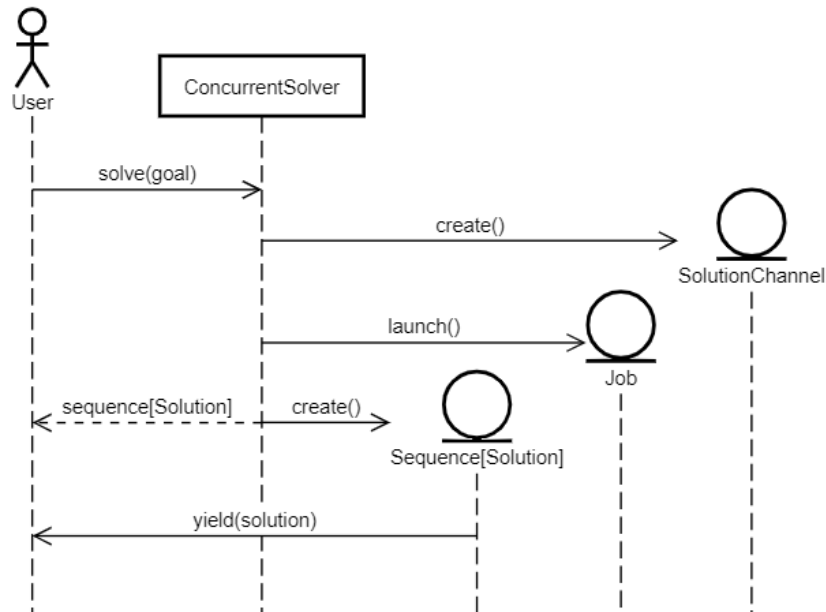 User
ConcurrentSolver
solve(goal)
create()
SolutionChannel
launch()
Job
sequence[Solution]
create()
Sequence[Solution]
yield(solution)